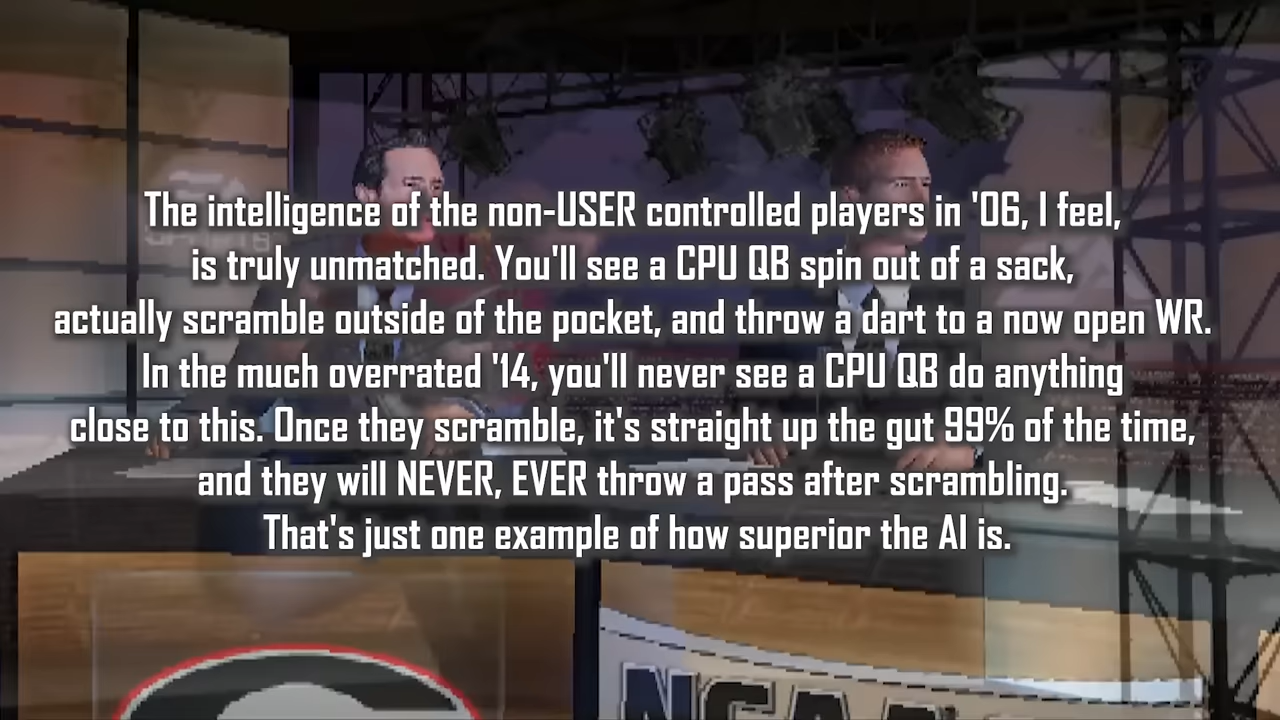 The intelligence of the non-USER controlled players in '06, I feel,
is truly unmatched. You'll see a CPU QB spin out of a sack,
actually scramble outside of the pocket, and throw a dart to a now open WR.
In the much overrated '14, you'll never see a CPU QB do anything
close to this. Once they scramble, it's straight up the gut 99% of the time,
and they will NEVER, EVER throw a pass after scrambling.
That's just one example of how superior the AI is.
NCAA